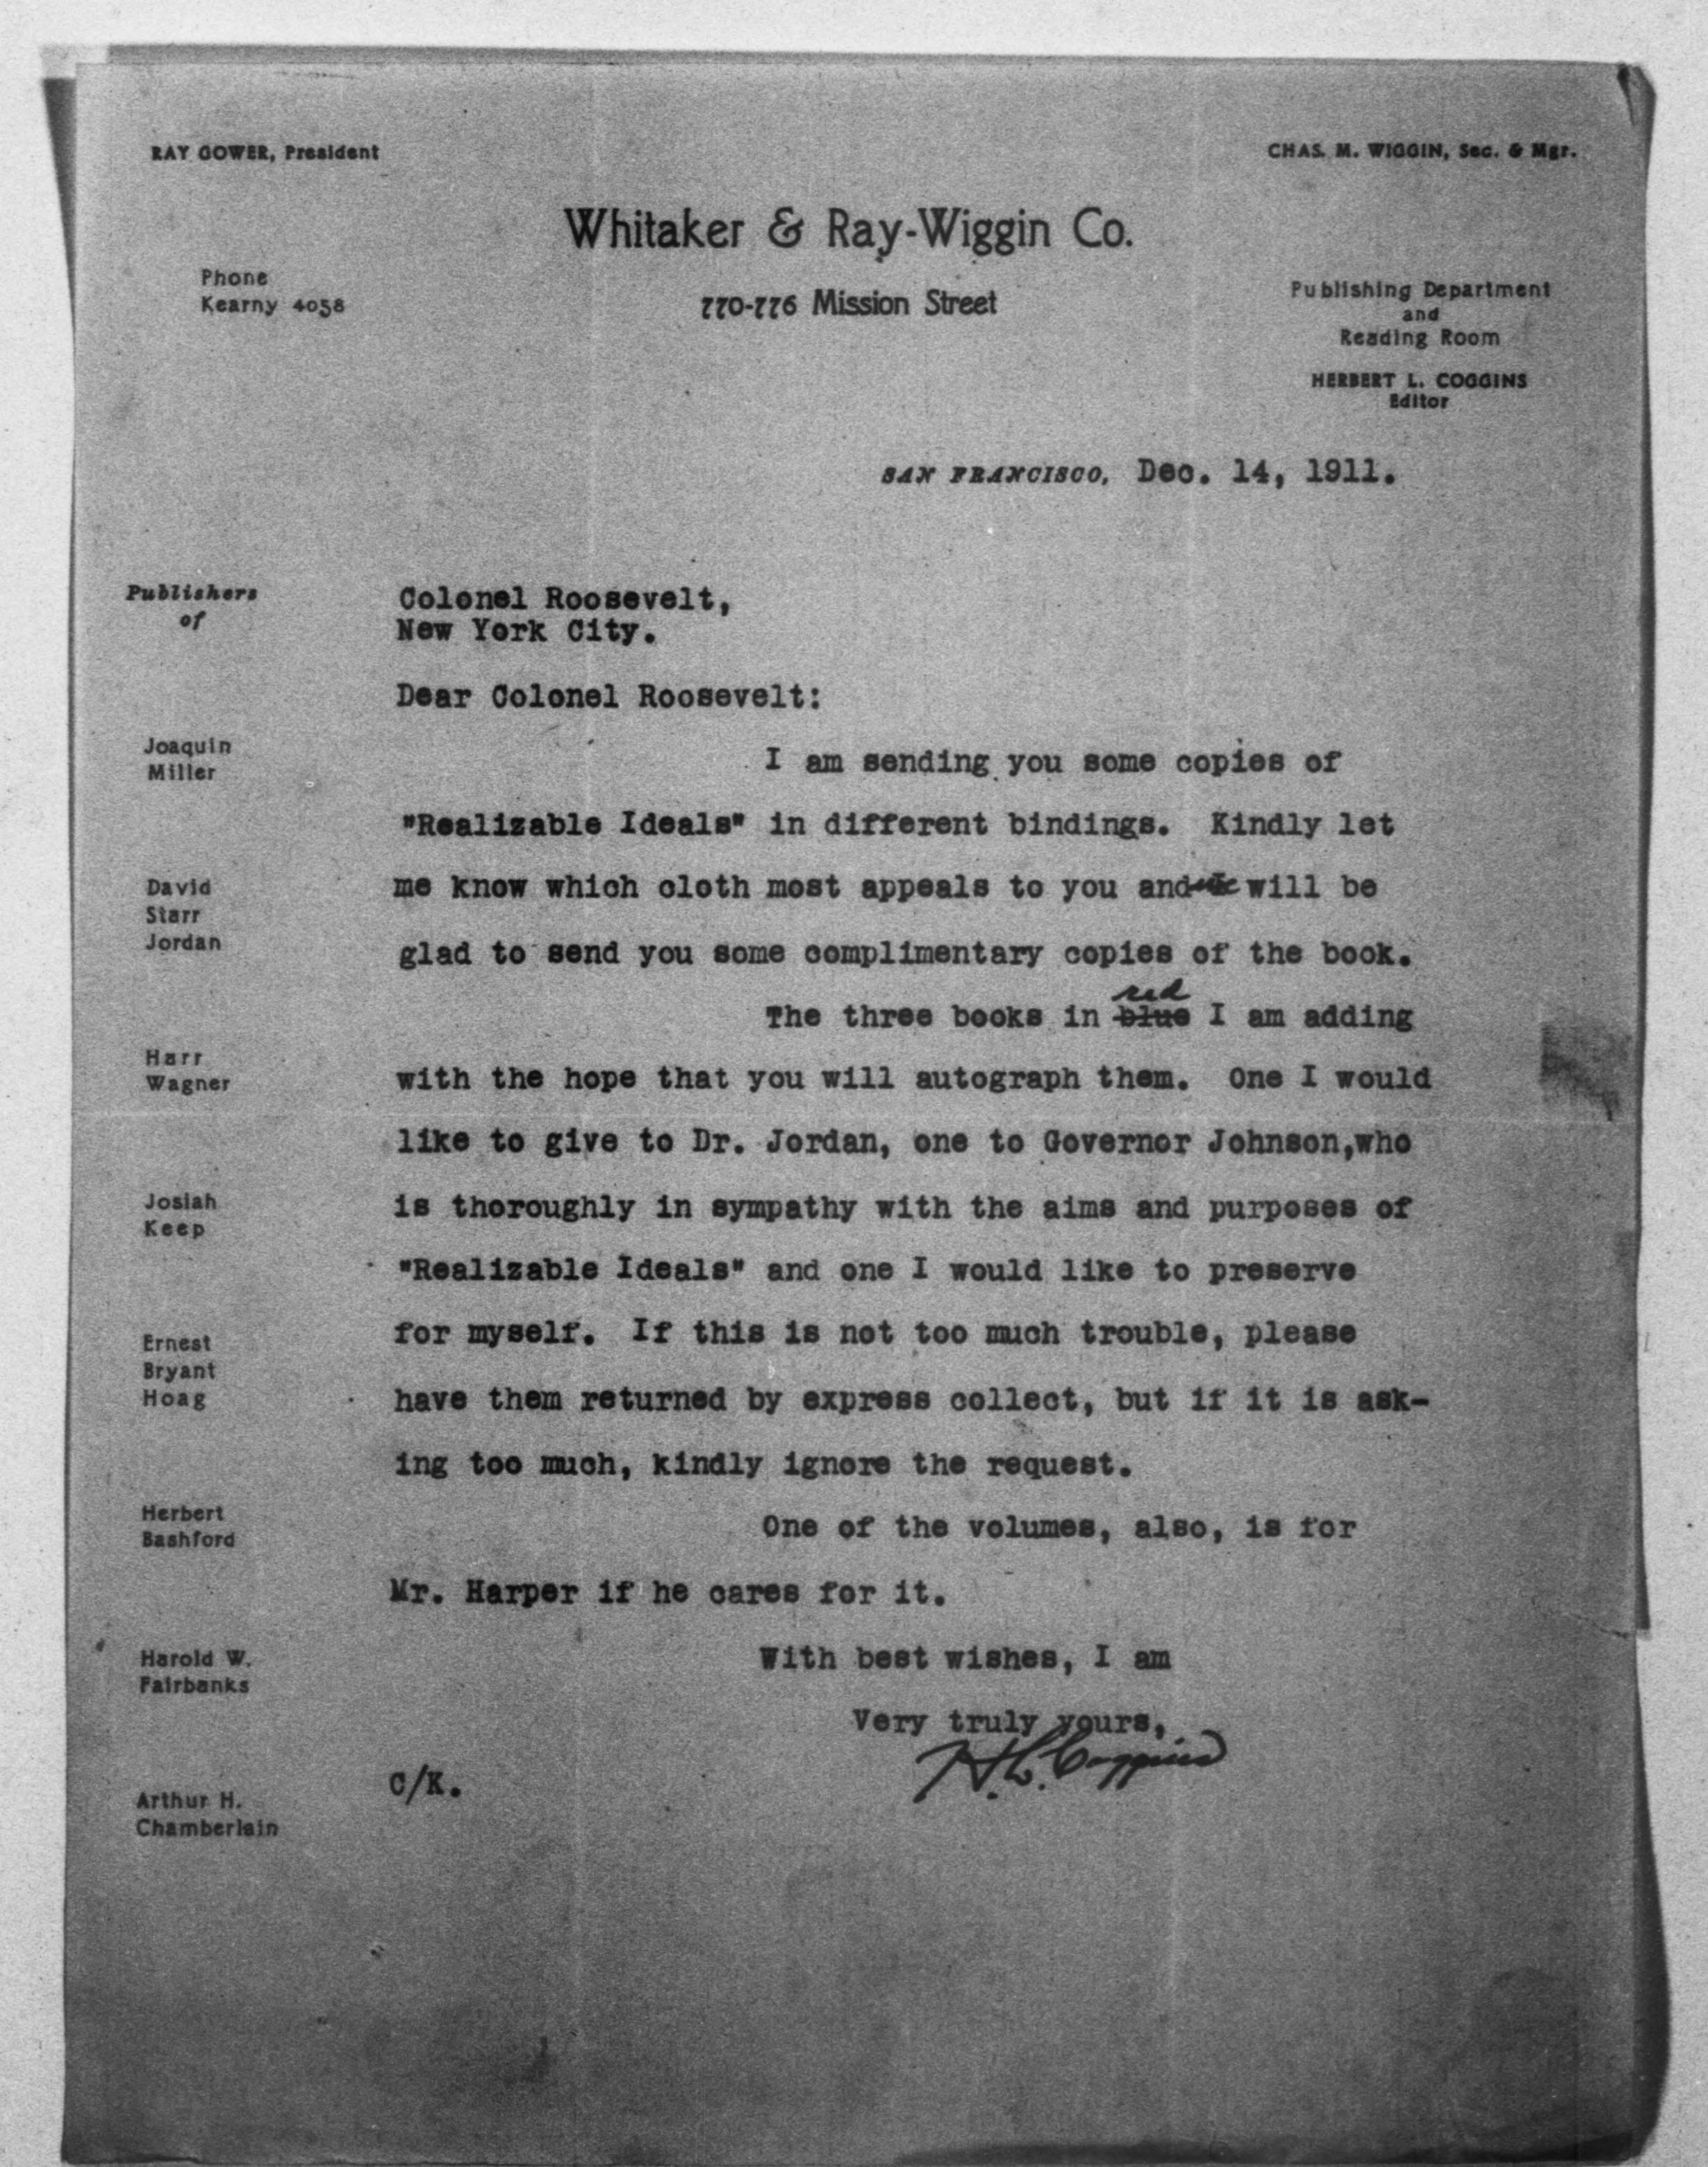 RAY GOWER, President
CHAS. M. WIGGIN, Sec. & Mgr.
Whitaker & Ray-Wiggin Co.
Phone
Kearny 4058
770-776 Mission Street
Publishing Department
and
Reading Room
HERBERT L. COGGINS
Editor
SAN FRANCISCO, Dec. 14, 1911.
Publishers
of
Joaquin
Miller
David
Starr
Jordan
Harr
Wagner
Josiah
Keep
Ernest
Bryant
Hoag
Herbert
Bashford
Harold W.
Fairbanks
Arthur H.
Chamberlain
Colonel Roosevelt,
New York City.
Dear Colonel Roosevelt:
I am sending you some copies of
"Realizable Ideals" in different bindings. Kindly let
me know which cloth most appeals to you and we will be
glad to send you some complimentary copies of the book.
red
The three books in blue I am adding
with the hope that you will autograph them. One I would
like to give to Dr. Jordan, one to Governor Johnson,who
is thoroughly in sympathy with the aims and purposes of
"Realizable Ideals" and one I would like to preserve
for myself. If this is not too much trouble, please
have them returned by express collect, but if it is ask-
ing too much, kindly ignore the request.
One of the volumes, also, is for
Mr. Harper if he cares for it.
With best wishes, I am
Very truly yours,
H. L. Coggins
C/K.